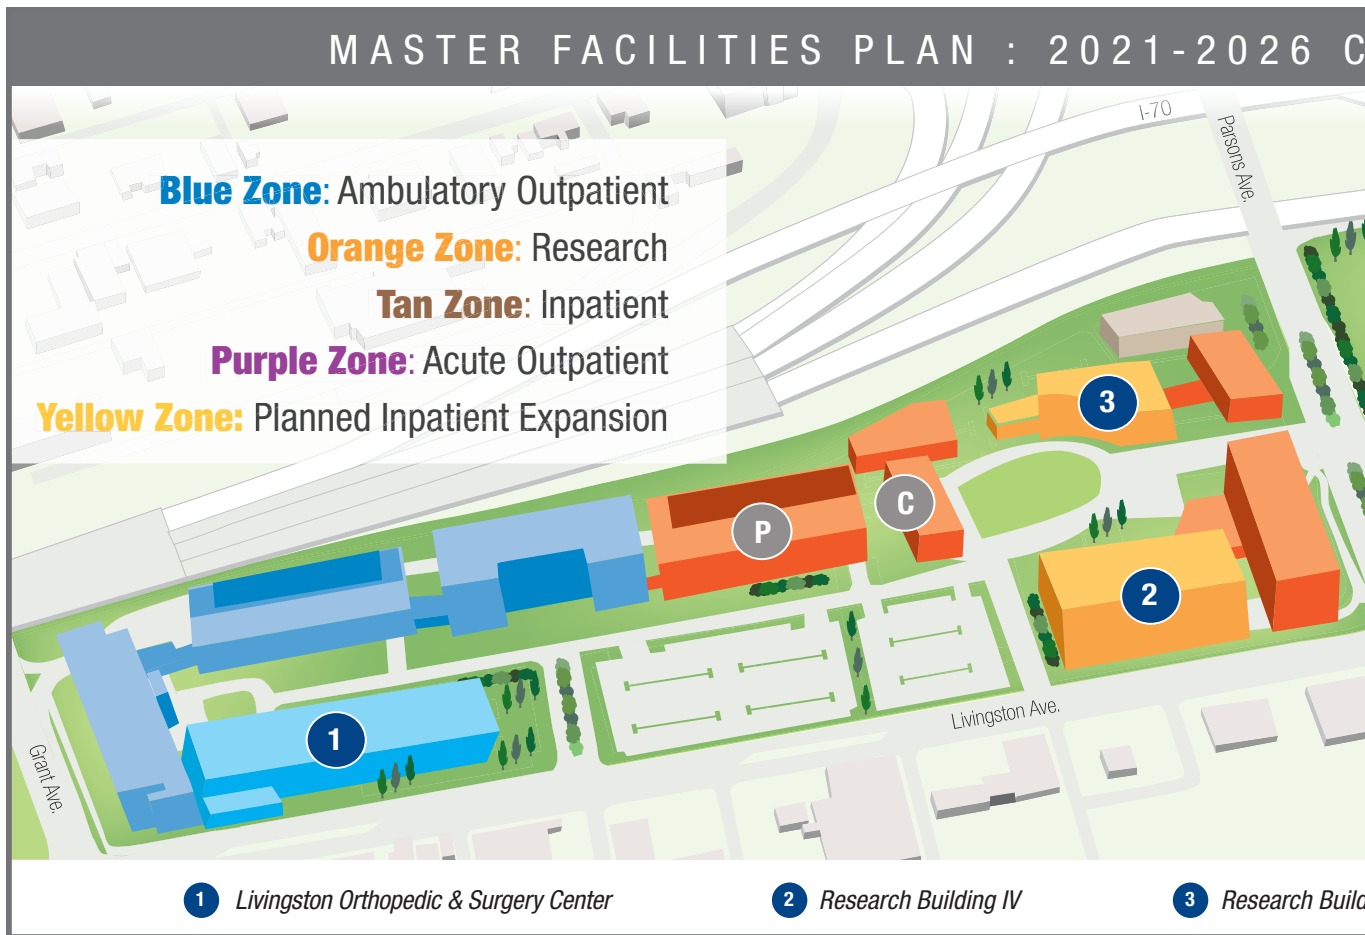 MASTER FACILITIES PLAN : 2021-2026 C
I-70
Parsons Ave.
Blue Zone: Ambulatory Outpatient
Orange Zone: Research
Tan Zone: Inpatient
Purple Zone: Acute Outpatient
Yellow Zone: Planned Inpatient Expansion
3
C
P
2
1
Livingston Ave.
Grant Ave.
1 Livingston Orthopedic & Surgery Center
2 Research Building IV
3 Research Build